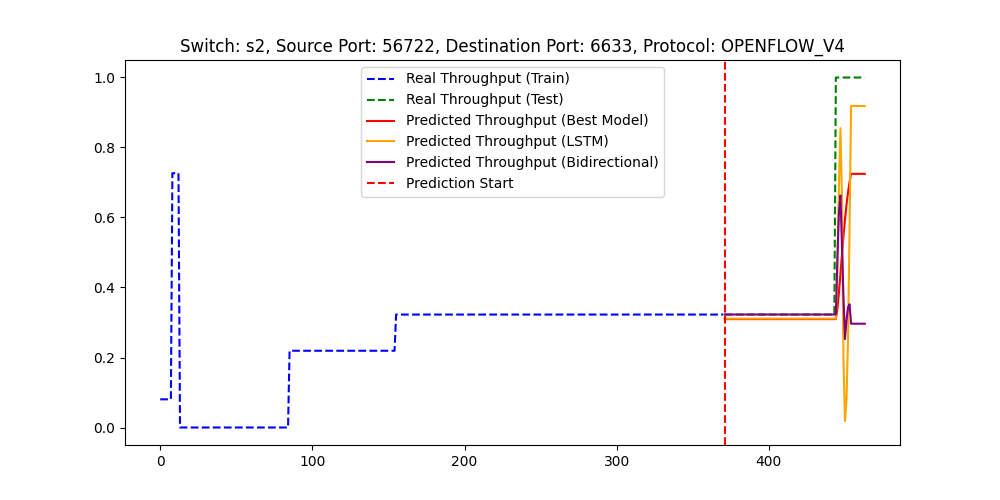 Switch: s2, Source Port: 56722, Destination Port: 6633, Protocol: OPENFLOW_V4
1.0
0.8
0.6
0.4
0.2
0.0
Real Throughput (Train)
Real Throughput (Test)
Predicted Throughput (Best Model)
Predicted Throughput (LSTM)
Predicted Throughput (Bidirectional)
Prediction Start
0 100 200 300 400